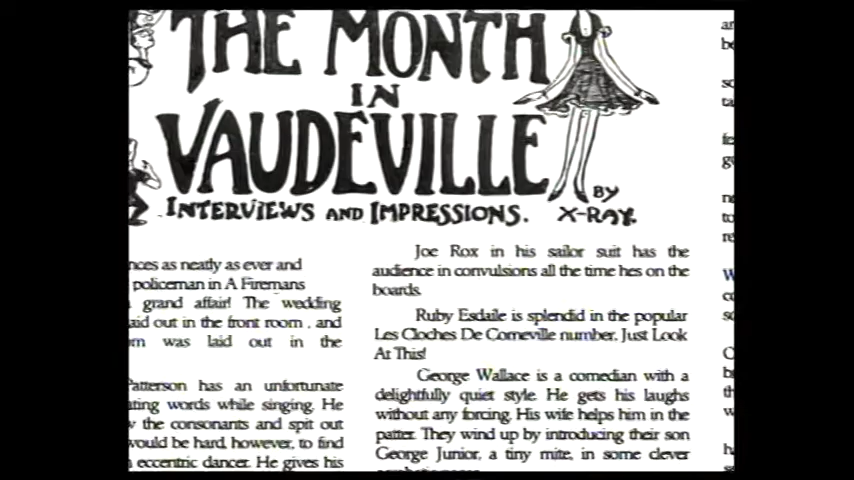 THE MONTH
IN
VAUDEVILLE
BY
INTERVIEWS AND IMPRESSIONS. X-RAY.
nces as neatly as ever and
policeman in A Firemans
grand affair! The wedding
aid out in the front room , and
m was laid out in the
Patterson has an unfortunate
ating words while singing. He
w the consonants and spit out
would be hard, however, to find
eccentric dancer. He gives his
Joe Rox in his sailor suit has the
audience in convulsions all the time hes on the
boards.
Ruby Esdaile is splendid in the popular
Les Cloches De Corneville number. Just Look
At This!
George Wallace is a comedian with a
delightfully quiet style. He gets his laughs
without any forcing. His wife helps him in the
patter. They wind up by introducing their son
George Junior, a tiny mite, in some clever